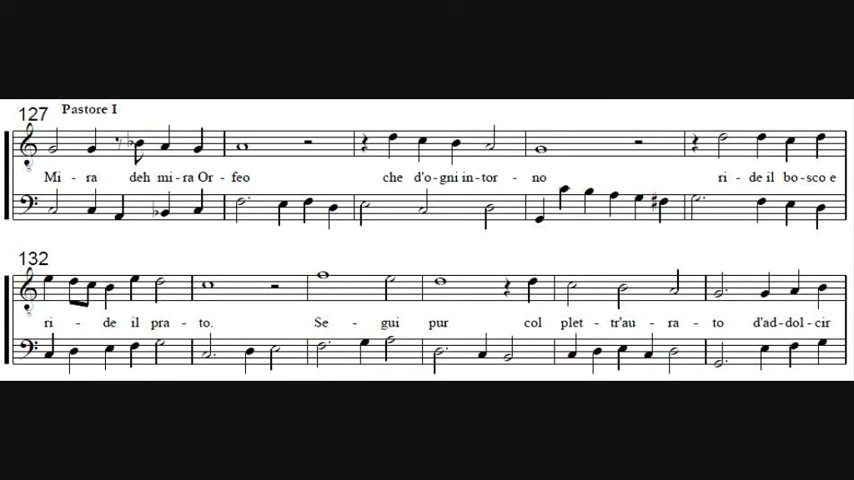 127 Pastore I
Mi - ra deh mi - ra Or - feo che d'o - gni in - tor - no ri - de il bo - sco e
132
ri - de il pra - to. Se - gui pur col plet - tr'au - ra - to d'ad - dol - cir